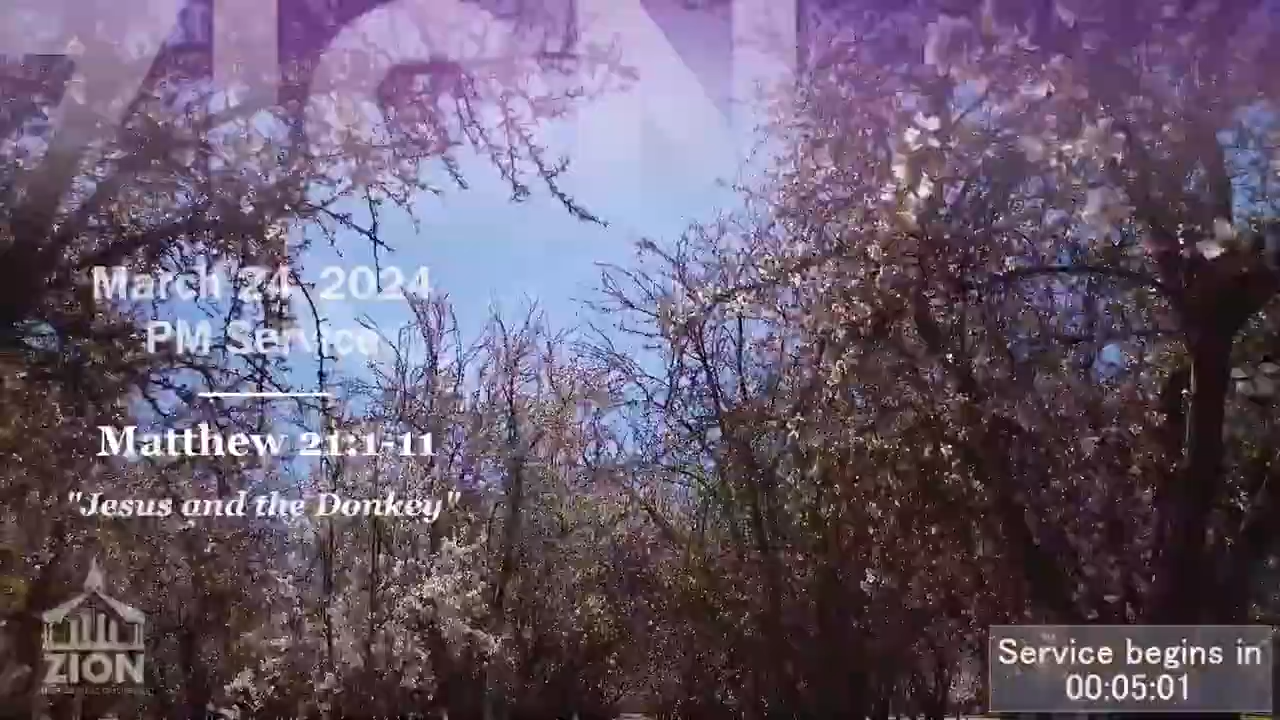 ZION
March 24, 2024
PM Service
Matthew 21:1-11
"Jesus and the Donkey"
ZION
Service begins in
00:05:01